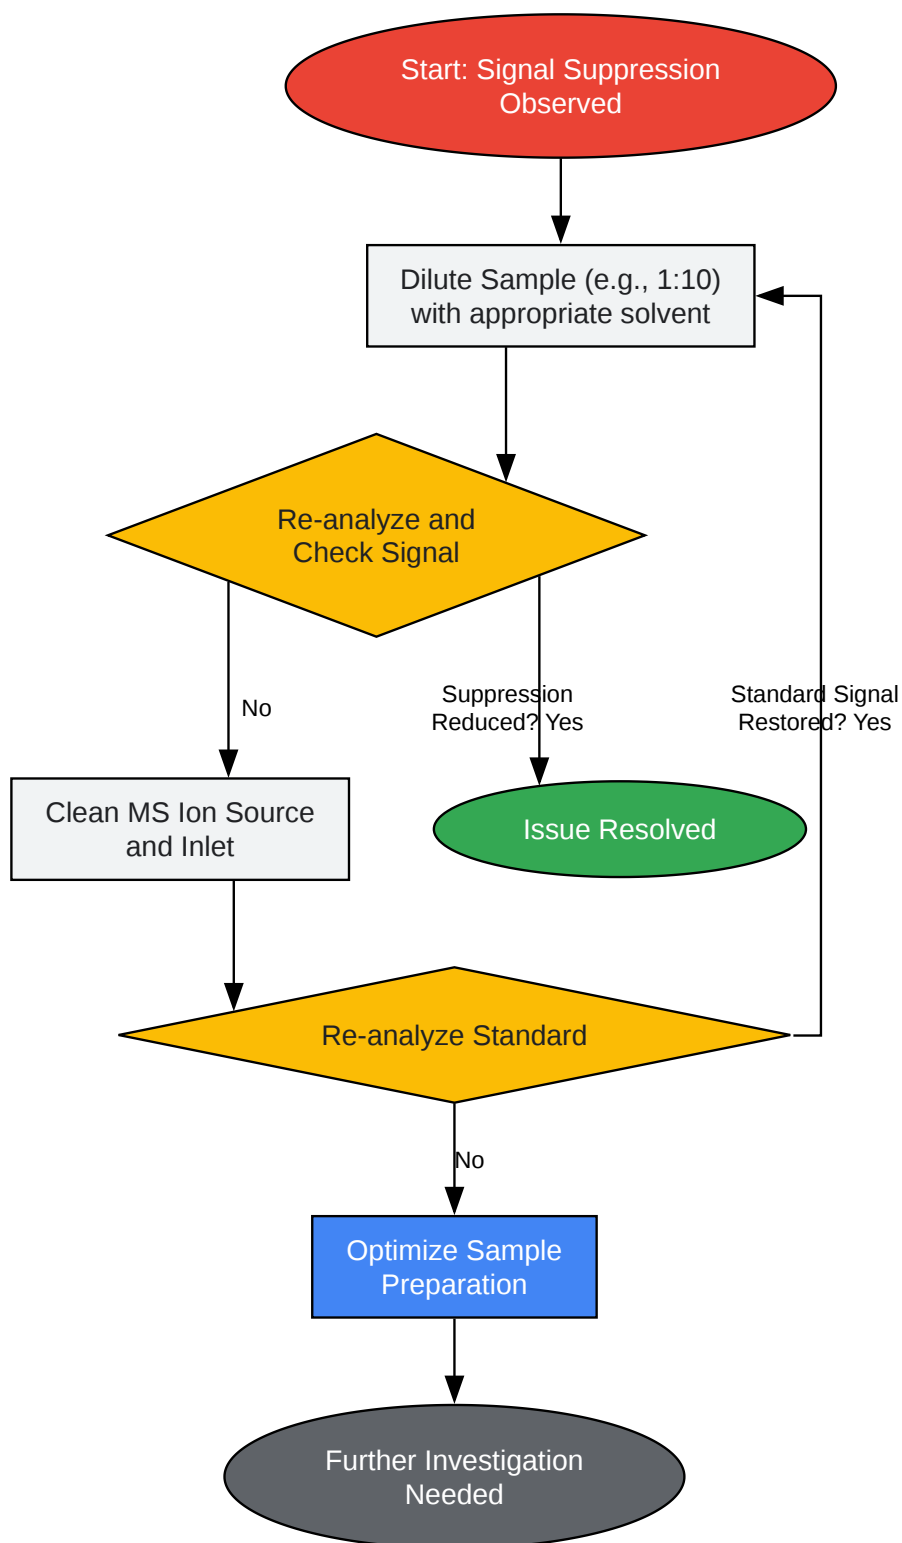 Start: Signal Suppression
Observed
Dilute Sample (e.g., 1:10)
with appropriate solvent
Re-analyze and
Check Signal
No
Suppression
Reduced? Yes
Standard Signal
Restored? Yes
Clean MS Ion Source
and Inlet
Issue Resolved
Re-analyze Standard
No
Optimize Sample
Preparation
Further Investigation
Needed